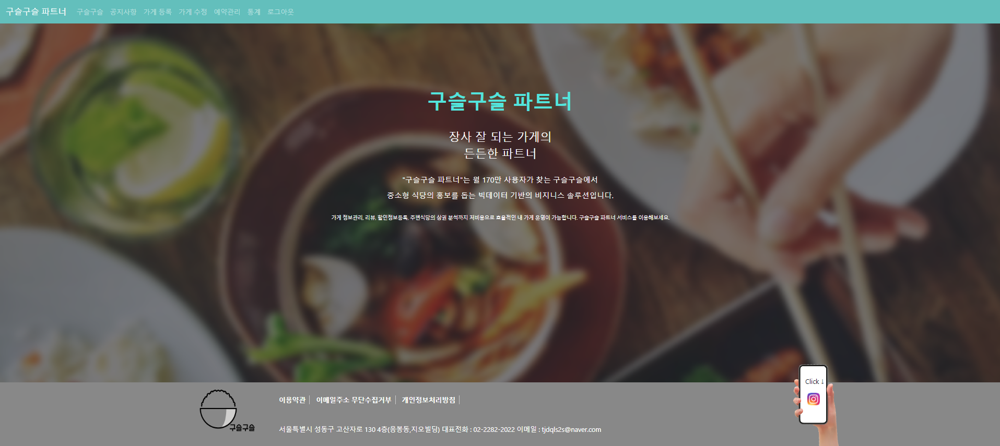 구슬구슬 파트너 구슬구슬 공지사항 가게 등록 가게 수정 예약관리 통계 로그아웃
구슬구슬 파트너
장사 잘 되는 가게의
든든한 파트너
"구슬구슬 파트너"는 월 170만 사용자가 찾는 구슬구슬에서
중소형 식당의 홍보를 돕는 빅데이터 기반의 비지니스 솔루션입니다.
가게 정보관리, 리뷰, 할인정보등록, 주변식당의 상권 분석까지 저비용으로 효율적인 내 가게 운영이 가능합니다. 구슬구슬 파트너 서비스를 이용해보세요.
Click ↓
구슬구슬
이용약관 이메일주소 무단수집거부 개인정보처리방침
서울특별시 성동구 고산자로 130 4층(응봉동,지오빌딩) 대표전화 : 02-2282-2022 이메일 : tjdqls2s@naver.com